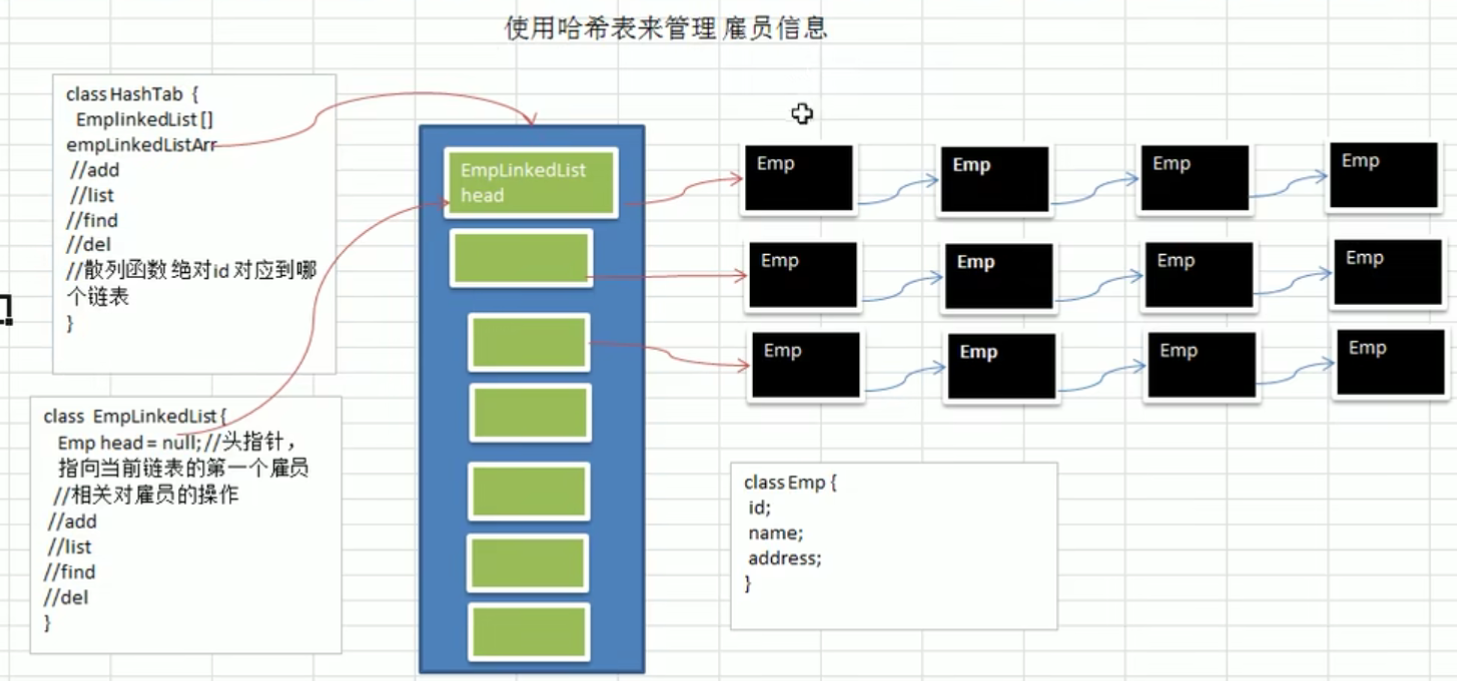 使用哈希表来管理 雇员信息
class HashTab {
EmplinkedList []
empLinkedListArr
//add
//list
//find
//del
//散列函数 绝对id 对应到哪
个链表
}
class EmpLinkedList {
Emp head = null; //头指针，
指向当前链表的第一个雇员
//相关对雇员的操作
//add
//list
//find
//del
}
EmpLinkedList
head
Emp
Emp
Emp
Emp
Emp
Emp
Emp
Emp
Emp
Emp
Emp
Emp
class Emp {
id;
name;
address;
}